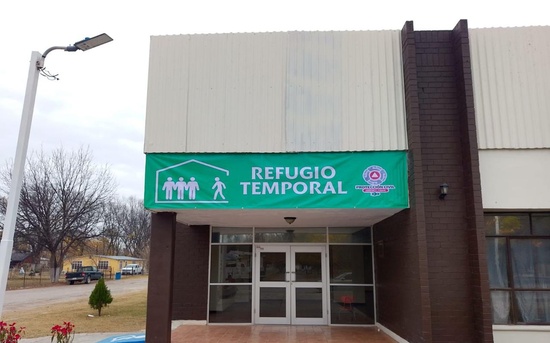 REFUGIO
TEMPORAL
PROTECCIÓN CIVIL